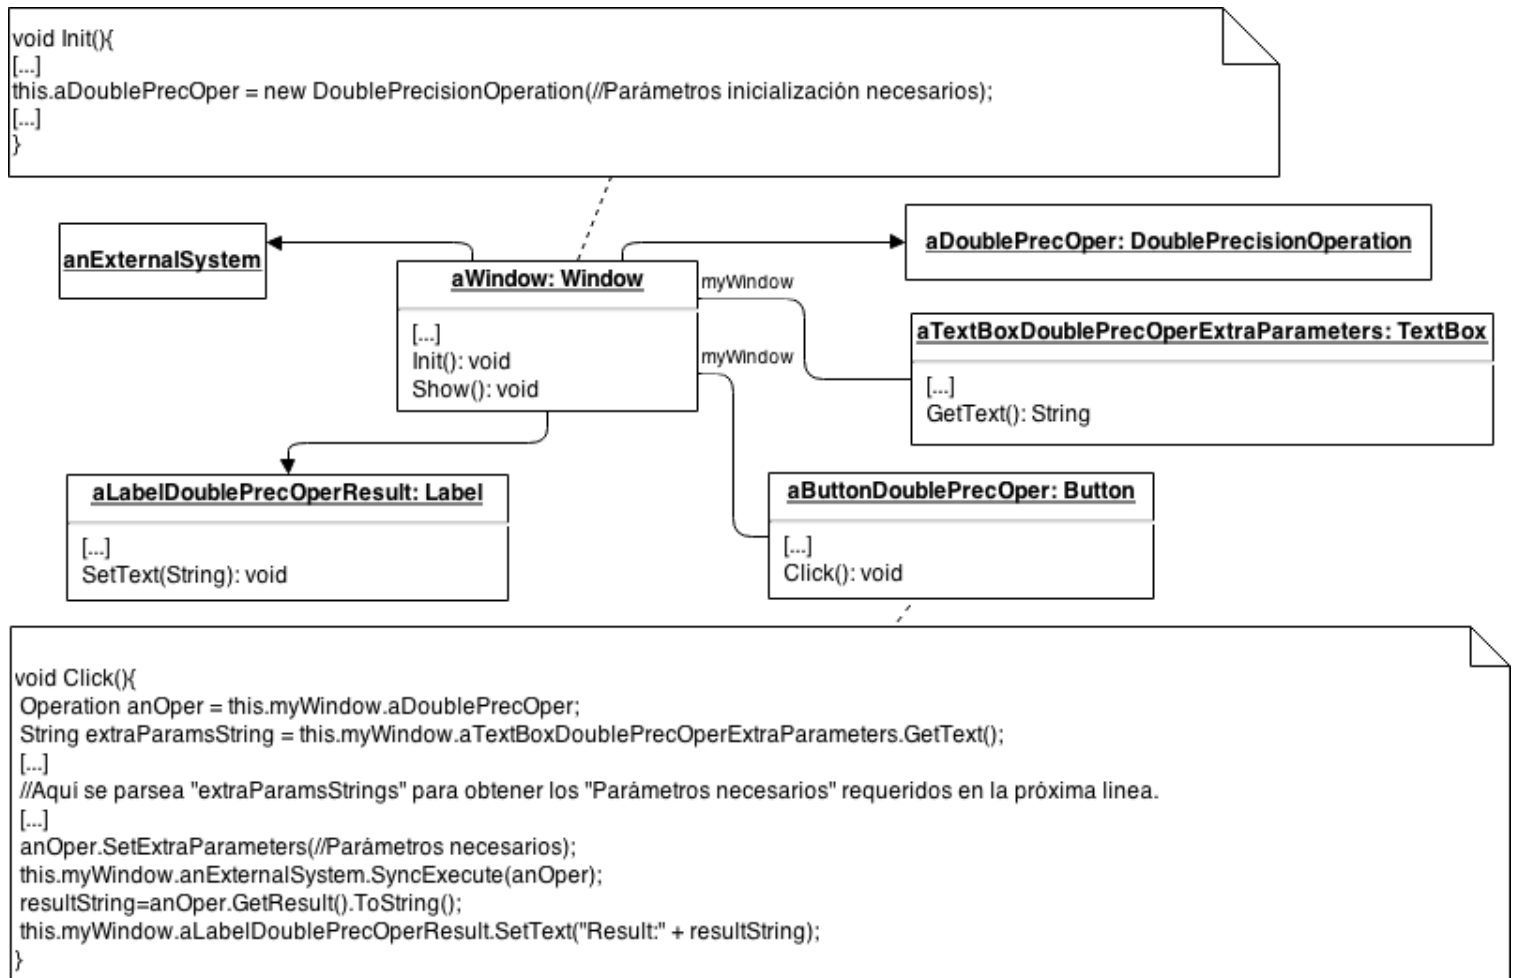 void Init(){
[...]
this.aDoublePrecOper = new DoublePrecisionOperation(//Parámetros inicialización necesarios);
[...]
}
anExternalSystem
aWindow: Window
[...]
Init(): void
Show(): void
myWindow
myWindow
aDoublePrecOper: DoublePrecisionOperation
aTextBoxDoublePrecOperExtraParameters: TextBox
[...]
GetText(): String
aLabelDoublePrecOperResult: Label
[...]
SetText(String): void
aButtonDoublePrecOper: Button
[...]
Click(): void
void Click(){
Operation anOper = this.myWindow.aDoublePrecOper;
String extraParamsString = this.myWindow.aTextBoxDoublePrecOperExtraParameters.GetText();
[...]
//Aquí se parsea "extraParamsStrings" para obtener los "Parámetros necesarios" requeridos en la próxima linea.
[...]
anOper.SetExtraParameters(//Parámetros necesarios);
this.myWindow.anExternalSystem.SyncExecute(anOper);
resultString=anOper.GetResult().ToString();
this.myWindow.aLabelDoublePrecOperResult.SetText("Result:" + resultString);
}